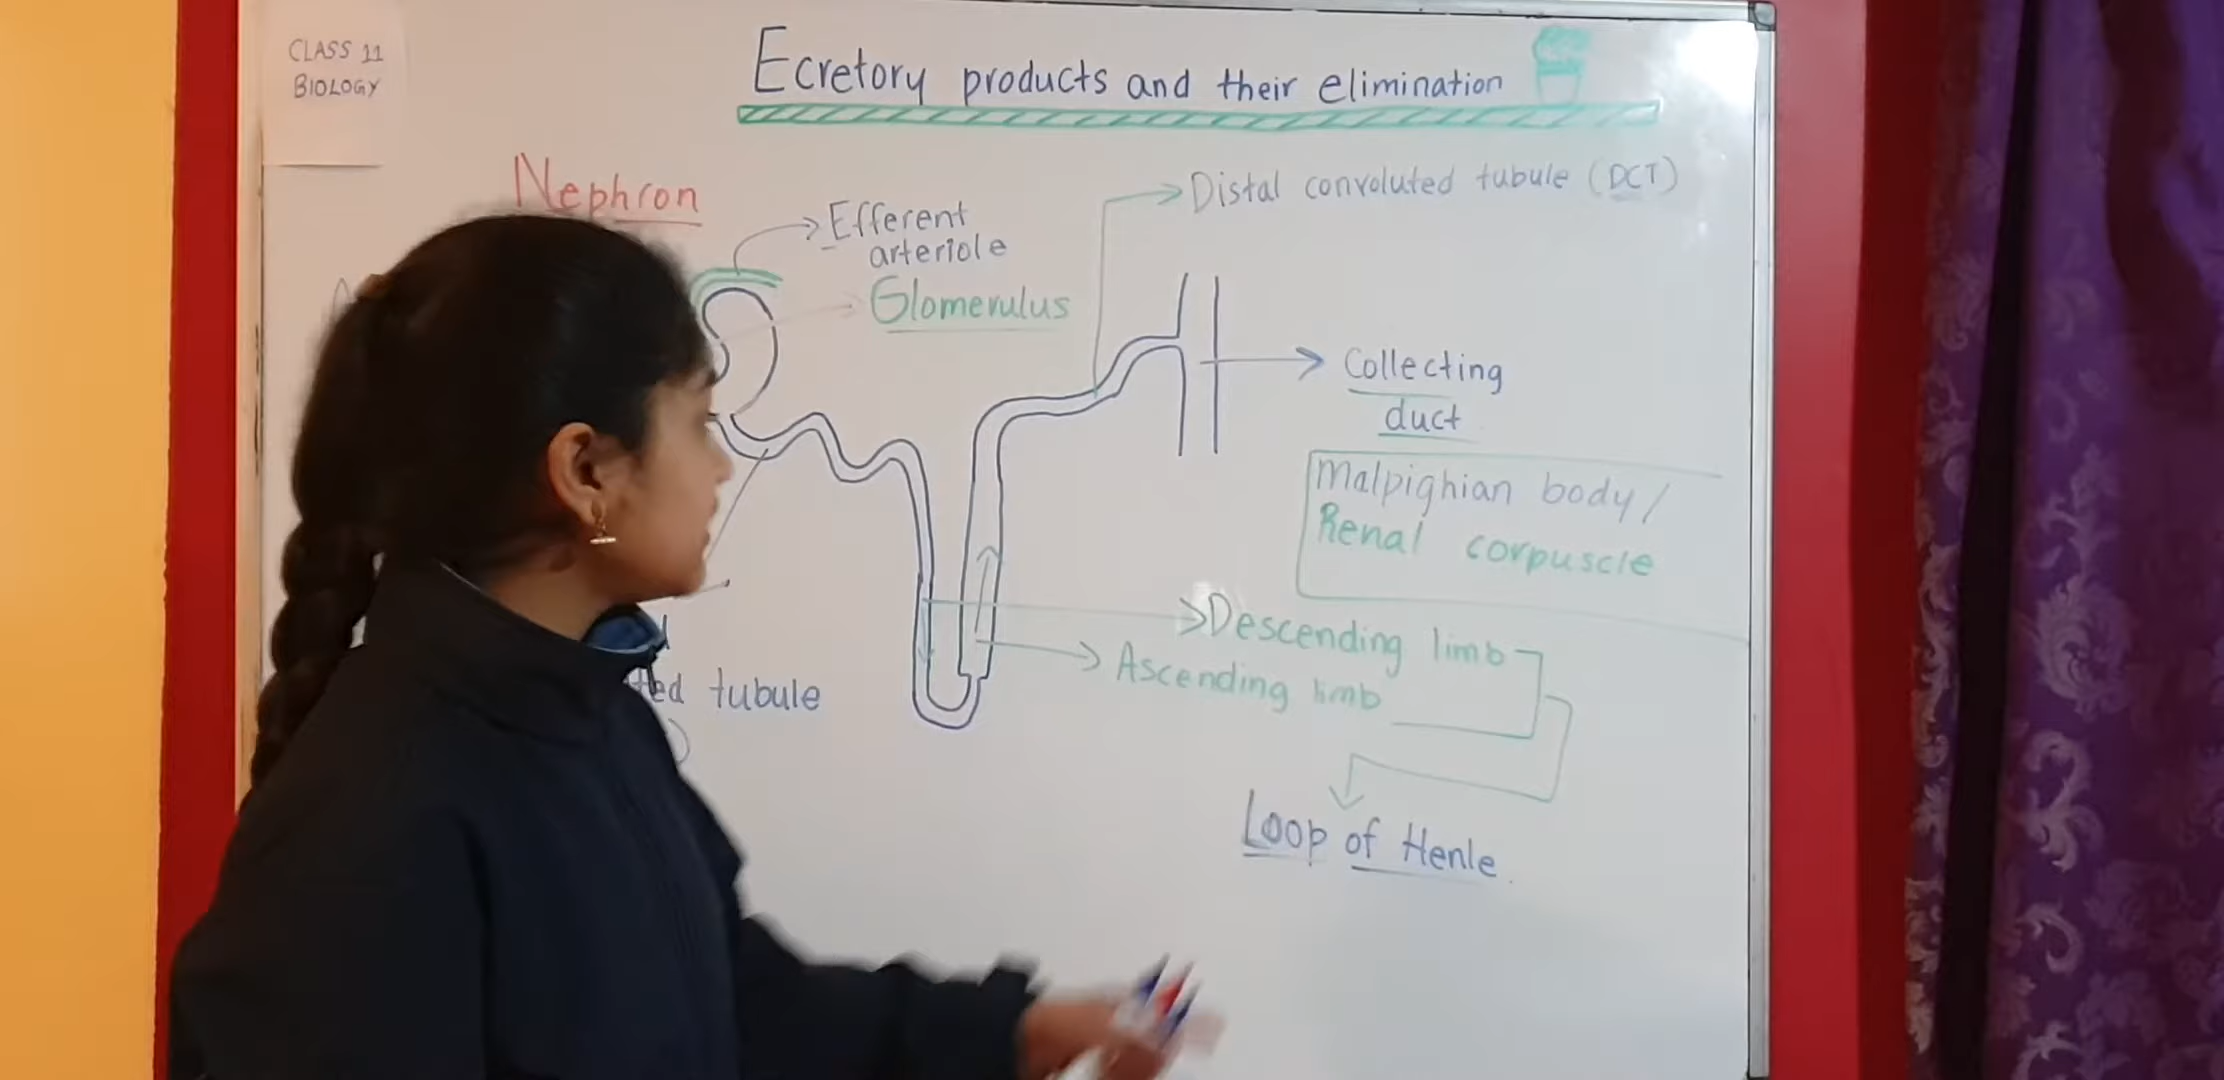 CLASS 11
BIOLOGY
Ecretory products and their elimination
Nephron
Efferent
arteriole
Glomerulus
Distal convoluted tubule (DCT)
Collecting
duct
Malpighian body/
Renal corpuscle
Descending limb
Ascending limb
tubule
Loop of Henle